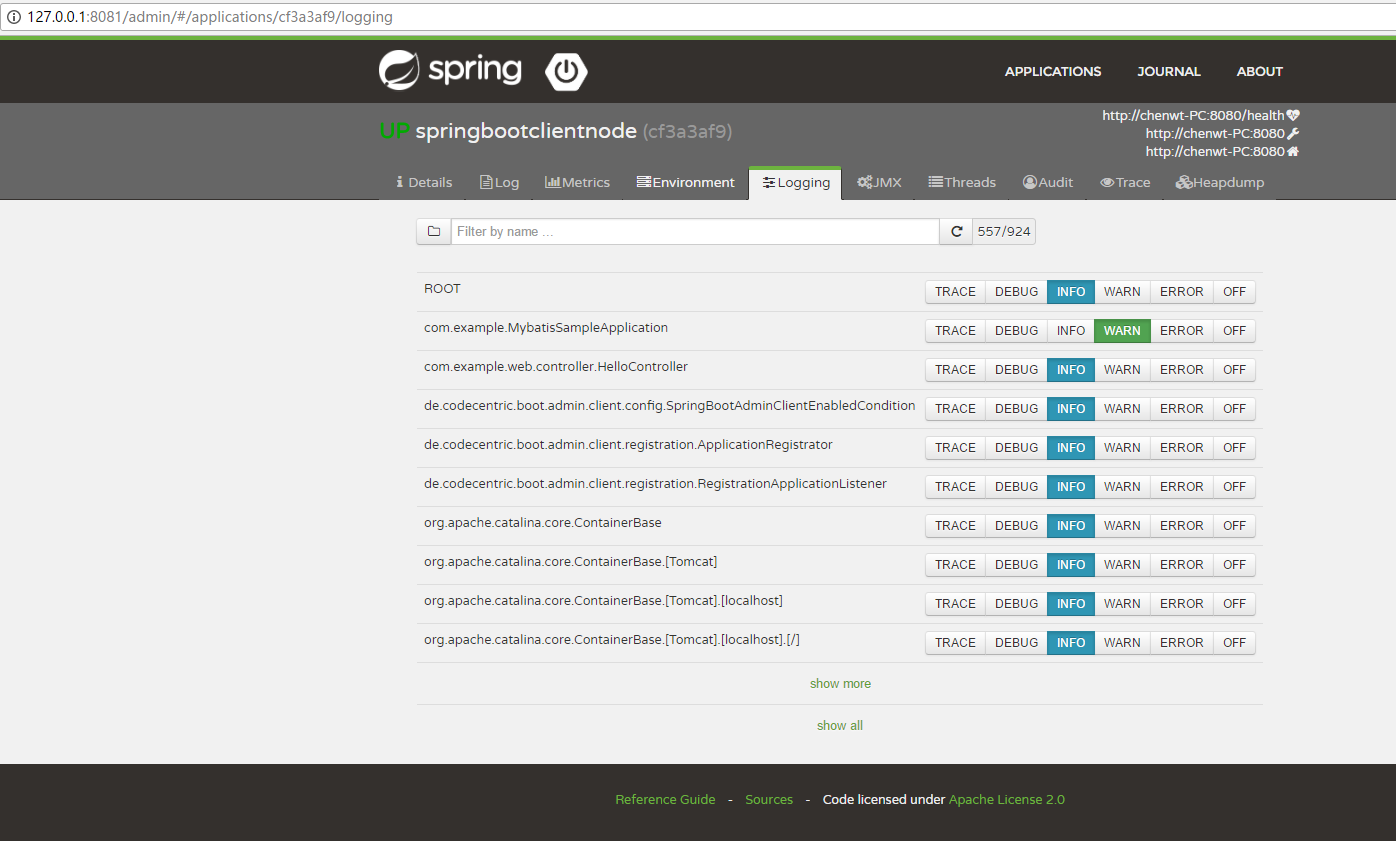 127.0.0.1:8081/admin/#/applications/cf3a3af9/logging
spring APPLICATIONS JOURNAL ABOUT
UP springbootclientnode (cf3a3af9)
http://chenwt-PC:8080/health
http://chenwt-PC:8080
http://chenwt-PC:8080
Details Log Metrics Environment Logging JMX Threads Audit Trace Heapdump
Filter by name ... 557/924
ROOT TRACE DEBUG INFO WARN ERROR OFF
com.example.MybatisSampleApplication TRACE DEBUG INFO WARN ERROR OFF
com.example.web.controller.HelloController TRACE DEBUG INFO WARN ERROR OFF
de.codecentric.boot.admin.client.config.SpringBootAdminClientEnabledCondition TRACE DEBUG INFO WARN ERROR OFF
de.codecentric.boot.admin.client.registration.ApplicationRegistrator TRACE DEBUG INFO WARN ERROR OFF
de.codecentric.boot.admin.client.registration.RegistrationApplicationListener TRACE DEBUG INFO WARN ERROR OFF
org.apache.catalina.core.ContainerBase TRACE DEBUG INFO WARN ERROR OFF
org.apache.catalina.core.ContainerBase.[Tomcat] TRACE DEBUG INFO WARN ERROR OFF
org.apache.catalina.core.ContainerBase.[Tomcat].[localhost] TRACE DEBUG INFO WARN ERROR OFF
org.apache.catalina.core.ContainerBase.[Tomcat].[localhost].[/] TRACE DEBUG INFO WARN ERROR OFF
show more
show all
Reference Guide - Sources - Code licensed under Apache License 2.0